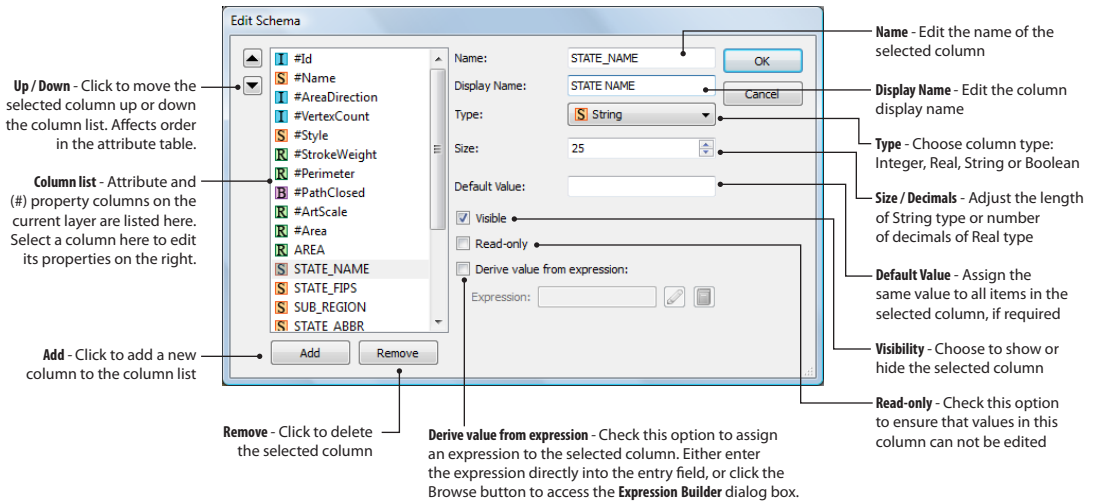 Edit Schema
Up / Down - Click to move the
selected column up or down
the column list. Affects order
in the attribute table.
Column list - Attribute and
(#) property columns on the
current layer are listed here.
Select a column here to edit
its properties on the right.
Add - Click to add a new
column to the column list
I #Id
S #Name
I #AreaDirection
I #VertexCount
S #Style
R #StrokeWeight
R #Perimeter
B #PathClosed
R #ArtScale
R #Area
R AREA
S STATE_NAME
S STATE_FIPS
S SUB_REGION
S STATE_ABBR
Add
Remove
Name: STATE_NAME
Display Name: STATE NAME
Type: S String
Size: 25
Default Value:
Visible
Read-only
Derive value from expression:
Expression:
OK
Cancel
Name - Edit the name of the
selected column
Display Name - Edit the column
display name
Type - Choose column type:
Integer, Real, String or Boolean
Size / Decimals - Adjust the length
of String type or number
of decimals of Real type
Default Value - Assign the
same value to all items in the
selected column, if required
Visibility - Choose to show or
hide the selected column
Read-only - Check this option
to ensure that values in this
column can not be edited
Remove - Click to delete
the selected column
Derive value from expression - Check this option to assign
an expression to the selected column. Either enter
the expression directly into the entry field, or click the
Browse button to access the Expression Builder dialog box.